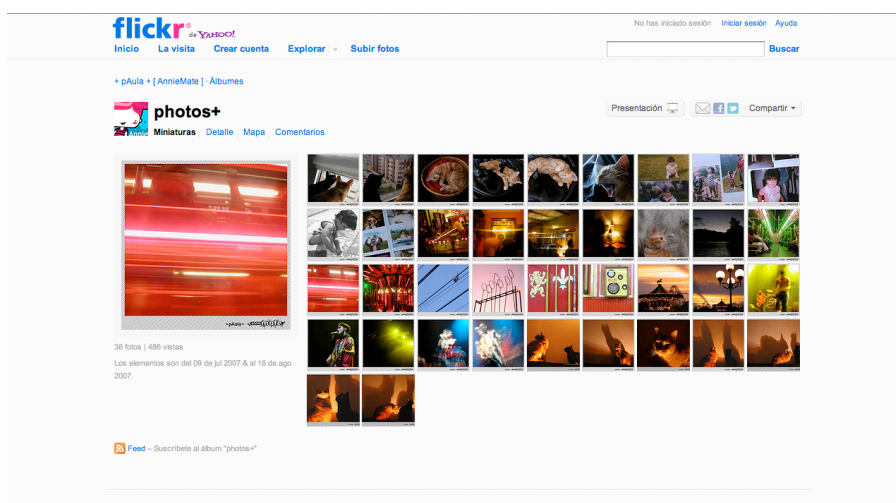 flickr® de YAHOO!
No has iniciado sesión Iniciar sesión Ayuda
Inicio La visita Crear cuenta Explorar Subir fotos
Buscar
+ pAula + [ AnnieMate ] · Álbumes
photos+
Presentación Compartir
Miniaturas Detalle Mapa Comentarios
38 fotos | 486 vistas
Los elementos son del 09 de jul 2007 & al 16 de ago
2007.
Feed – Suscríbete al álbum "photos+"